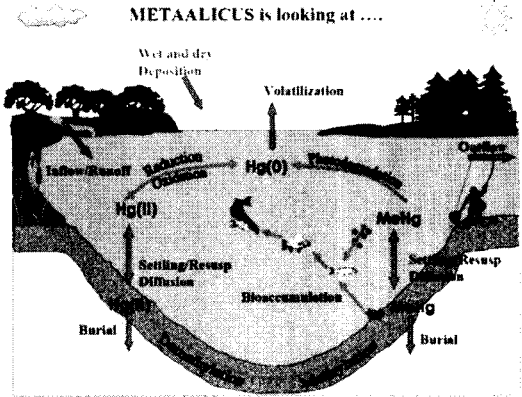 METAALICUS is looking at ....
Wet and dry
Deposition
Volatilization
Outflow
Inflow/Runoff
Reduction
Oxidation
Hg(0)
Photodemethylation
Hg(II)
MeHg
Settling/Resusp
Diffusion
Settling/Resusp
Diffusion
Bioaccumulation
Burial
Burial